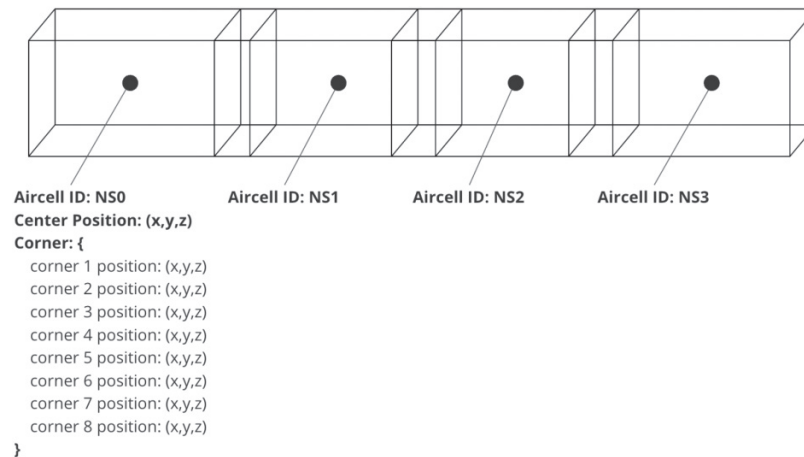 Aircell ID: NS0 Aircell ID: NS1 Aircell ID: NS2 Aircell ID: NS3
Center Position: (x,y,z)
Corner: {
corner 1 position: (x,y,z)
corner 2 position: (x,y,z)
corner 3 position: (x,y,z)
corner 4 position: (x,y,z)
corner 5 position: (x,y,z)
corner 6 position: (x,y,z)
corner 7 position: (x,y,z)
corner 8 position: (x,y,z)
}